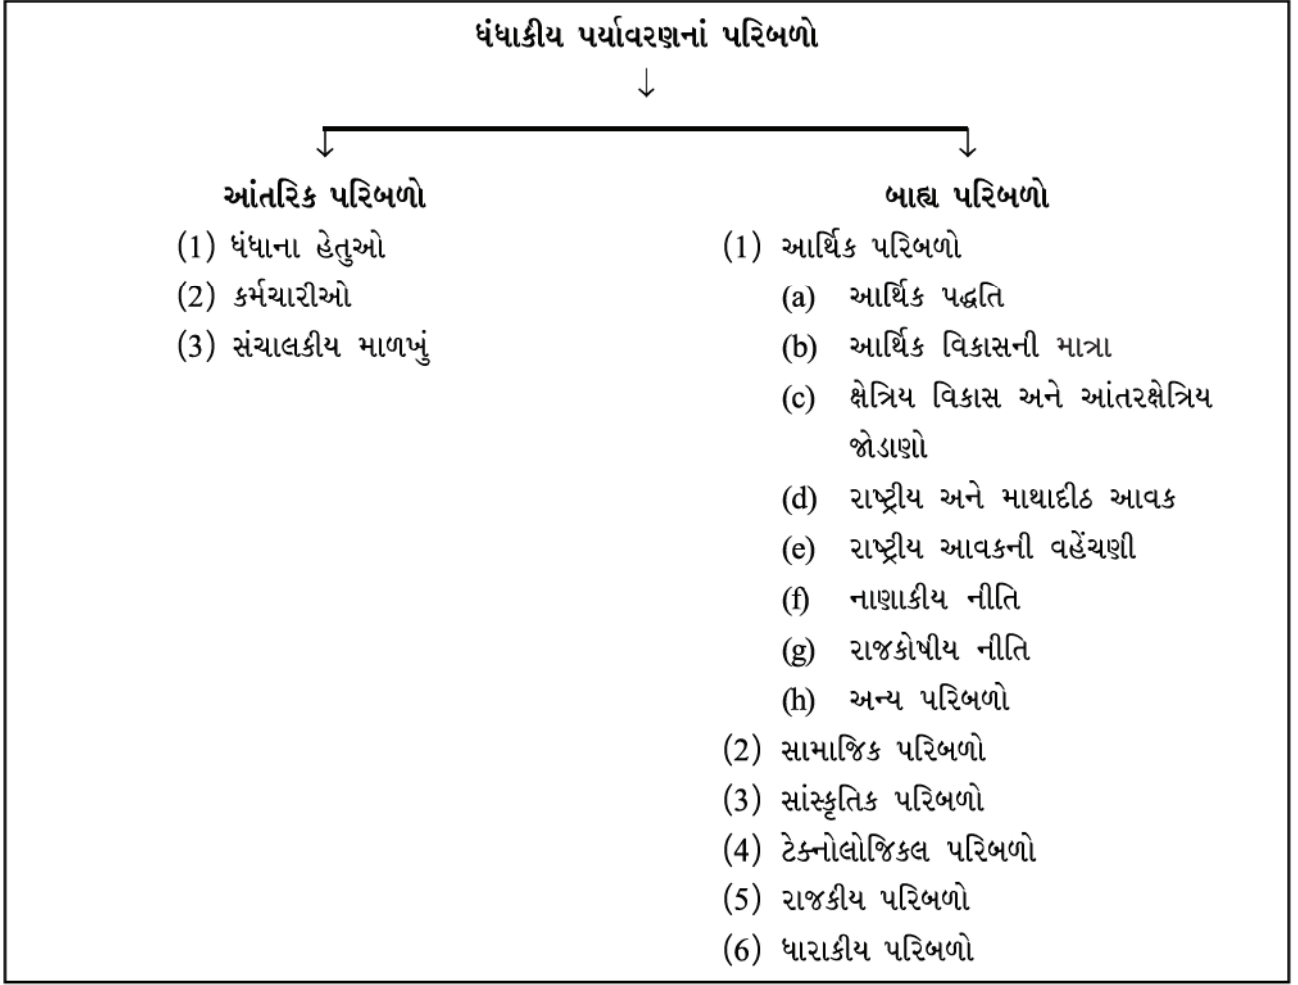 ધંધાકીય પર્યાવરણનાં પરિબળો
આંતરિક પરિબળો
(1) ધંધાના હેતુઓ
(2) કર્મચારીઓ
(3) સંચાલકીય માળખું
બાહ્ય પરિબળો
(1) આર્થિક પરિબળો
(a) આર્થિક પદ્ધતિ
(b) આર્થિક વિકાસની માત્રા
(c) ક્ષેત્રિય વિકાસ અને આંતરક્ષેત્રિય
જોડાણો
(d) રાષ્ટ્રીય અને માથાદીઠ આવક
(e) રાષ્ટ્રીય આવકની વહેંચણી
(f) નાણાકીય નીતિ
(g) રાજકોષીય નીતિ
(h) અન્ય પરિબળો
(2) સામાજિક પરિબળો
(3) સાંસ્કૃતિક પરિબળો
(4) ટેક્નોલોજિકલ પરિબળો
(5) રાજકીય પરિબળો
(6) ધારાકીય પરિબળો